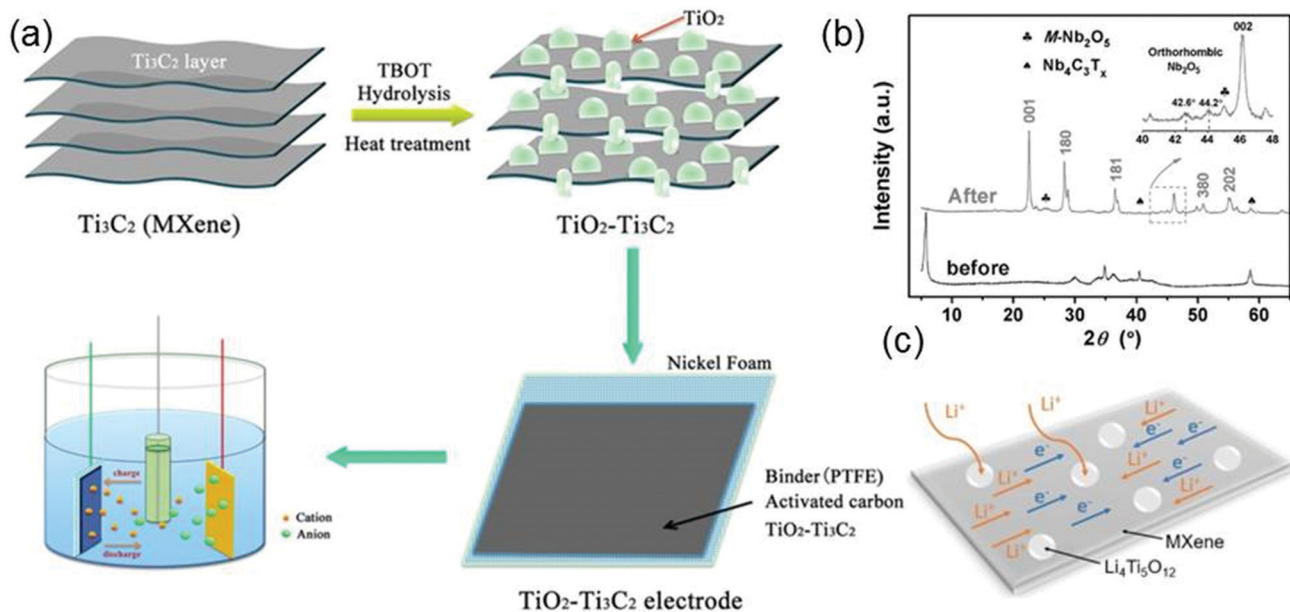 (a)
Ti₃C₂ layer
TBOT
Hydrolysis
Heat treatment
TiO₂
Ti₃C₂ (MXene)
TiO₂-Ti₃C₂
Nickel Foam
Binder (PTFE)
Activated carbon
TiO₂-Ti₃C₂
TiO₂-Ti₃C₂ electrode
charge
Cation
Anion
discharge
(b)
Intensity (a.u.)
♣ M-Nb₂O₅
♠ Nb₄C₃Tₓ
Orthorhombic
Nb₂O₅
002
42.6° 44.2°
40 42 44 46 48
001
180
181
380
202
After
before
10 20 30 40 50 60
2θ (°)
(c)
Li⁺ Li⁺ Li⁺
e⁻ e⁻
e⁻ e⁻
Li⁺ Li⁺
e⁻ e⁻
Li⁺ Li⁺
e⁻
Li⁺
MXene
Li₄Ti₅O₁₂